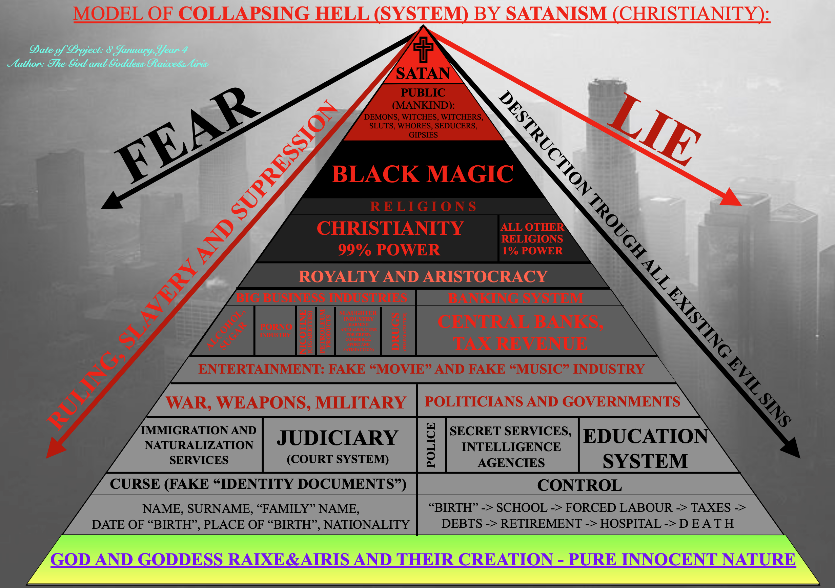 MODEL OF COLLAPSING HELL (SYSTEM) BY SATANISM (CHRISTIANITY):
Date of Project: 8 January, Year 4
Author: The God and Goddess Raixe&Airis
FEAR
LIE
RULING, SLAVERY AND SUPRESSION
DESTRUCTION TROUGH ALL EXISTING EVIL SINS
SATAN
PUBLIC
(MANKIND):
DEMONS, WITCHES, WITCHERS,
SLUTS, WHORES, SEDUCERS,
GIPSIES
BLACK MAGIC
RELIGIONS
CHRISTIANITY
99% POWER
ALL OTHER
RELIGIONS
1% POWER
ROYALTY AND ARISTOCRACY
BIG BUSINESS INDUSTRIES
BANKING SYSTEM
CENTRAL BANKS,
TAX REVENUE
ENTERTAINMENT: FAKE “MOVIE” AND FAKE “MUSIC” INDUSTRY
WAR, WEAPONS, MILITARY
POLITICIANS AND GOVERNMENTS
IMMIGRATION AND
NATURALIZATION
SERVICES
JUDICIARY
(COURT SYSTEM)
POLICE
SECRET SERVICES,
INTELLIGENCE
AGENCIES
EDUCATION
SYSTEM
CURSE (FAKE “IDENTITY DOCUMENTS”)
CONTROL
NAME, SURNAME, “FAMILY” NAME,
DATE OF “BIRTH”, PLACE OF “BIRTH”, NATIONALITY
“BIRTH” -> SCHOOL -> FORCED LABOUR -> TAXES ->
DEBTS -> RETIREMENT -> HOSPITAL -> D E A T H
GOD AND GODDESS RAIXE&AIRIS AND THEIR CREATION - PURE INNOCENT NATURE